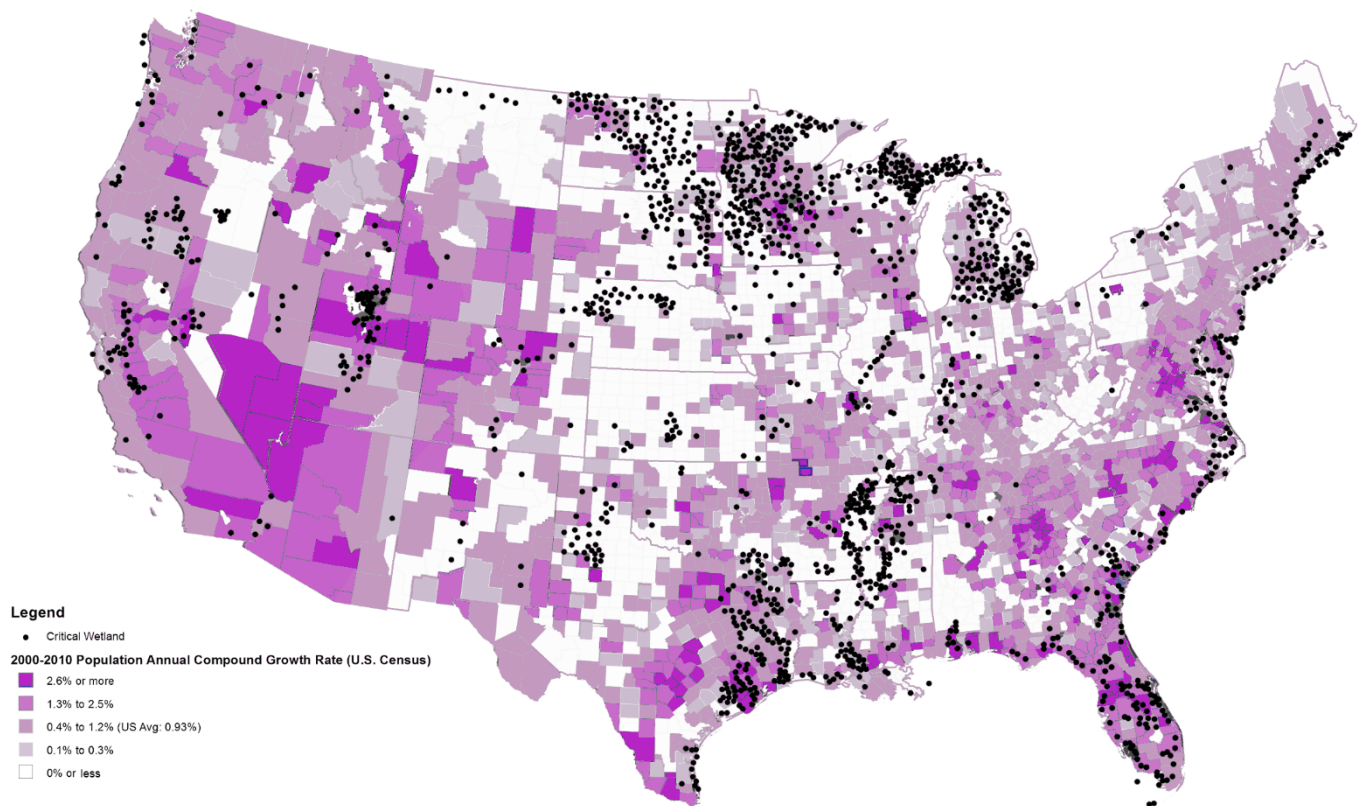 Legend
Critical Wetland
2000-2010 Population Annual Compound Growth Rate (U.S. Census)
2.6% or more
1.3% to 2.5%
0.4% to 1.2% (US Avg: 0.93%)
0.1% to 0.3%
0% or less